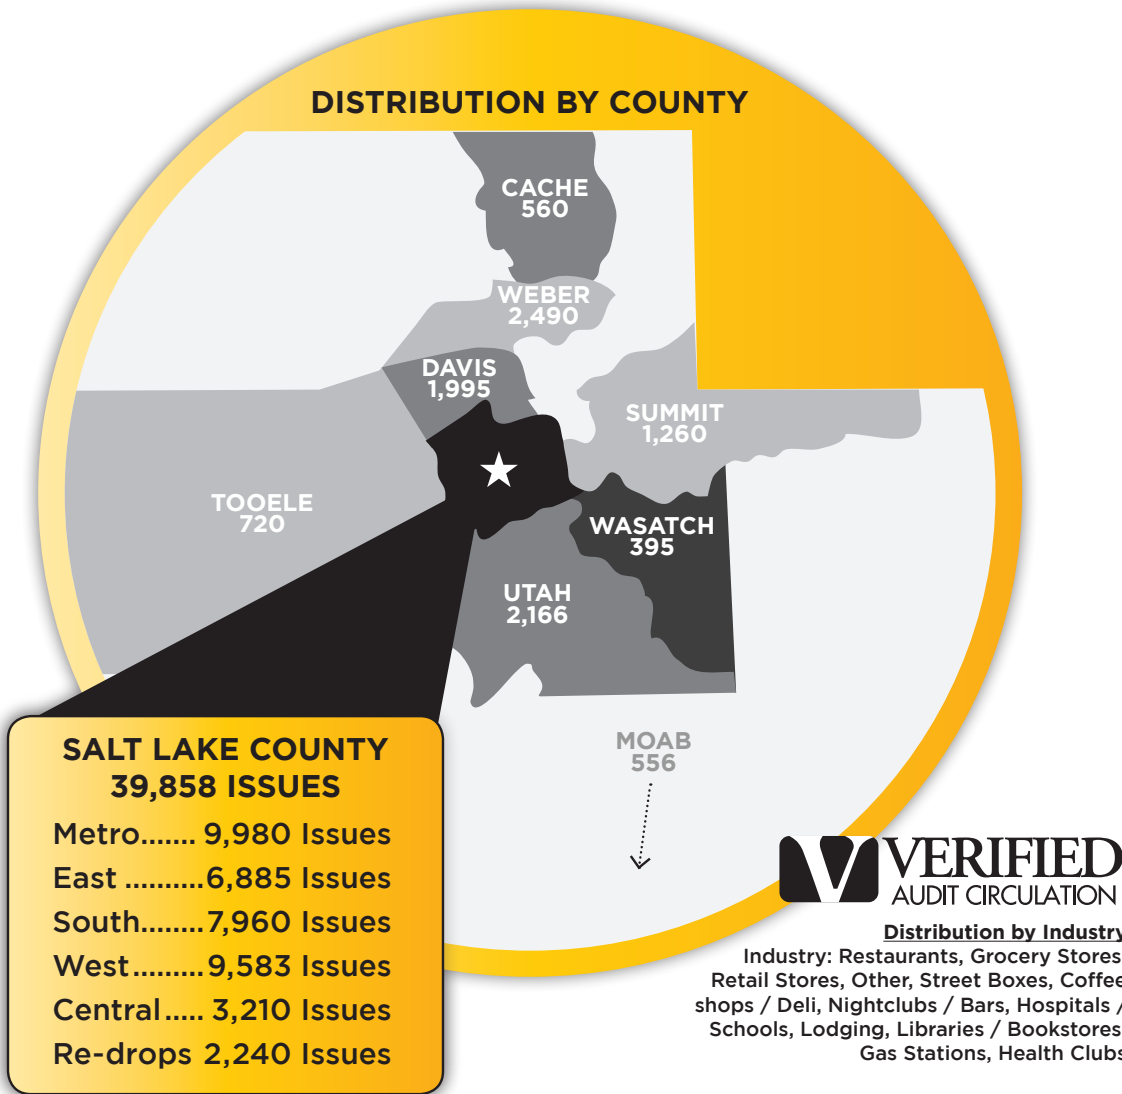 DISTRIBUTION BY COUNTY
CACHE
560
WEBER
2,490
DAVIS
1,995
SUMMIT
1,260
TOOELE
720
WASATCH
395
UTAH
2,166
MOAB
556
SALT LAKE COUNTY
39,858 ISSUES
Metro....... 9,980 Issues
East ..........6,885 Issues
South........7,960 Issues
West ......... 9,583 Issues
Central ..... 3,210 Issues
Re-drops 2,240 Issues
V VERIFIED
AUDIT CIRCULATION
Distribution by Industry
Industry: Restaurants, Grocery Stores
Retail Stores, Other, Street Boxes, Coffee
shops / Deli, Nightclubs / Bars, Hospitals /
Schools, Lodging, Libraries / Bookstores
Gas Stations, Health Clubs